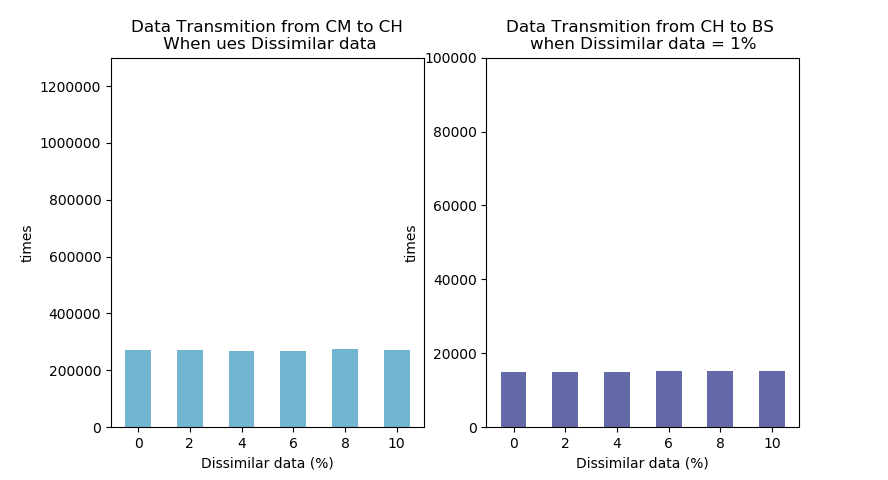 Data Transmition from CM to CH
When ues Dissimilar data
1200000
1000000
800000
600000
400000
200000
0
times
0 2 4 6 8 10
Dissimilar data (%)
Data Transmition from CH to BS
when Dissimilar data = 1%
100000
80000
60000
40000
20000
0
times
0 2 4 6 8 10
Dissimilar data (%)